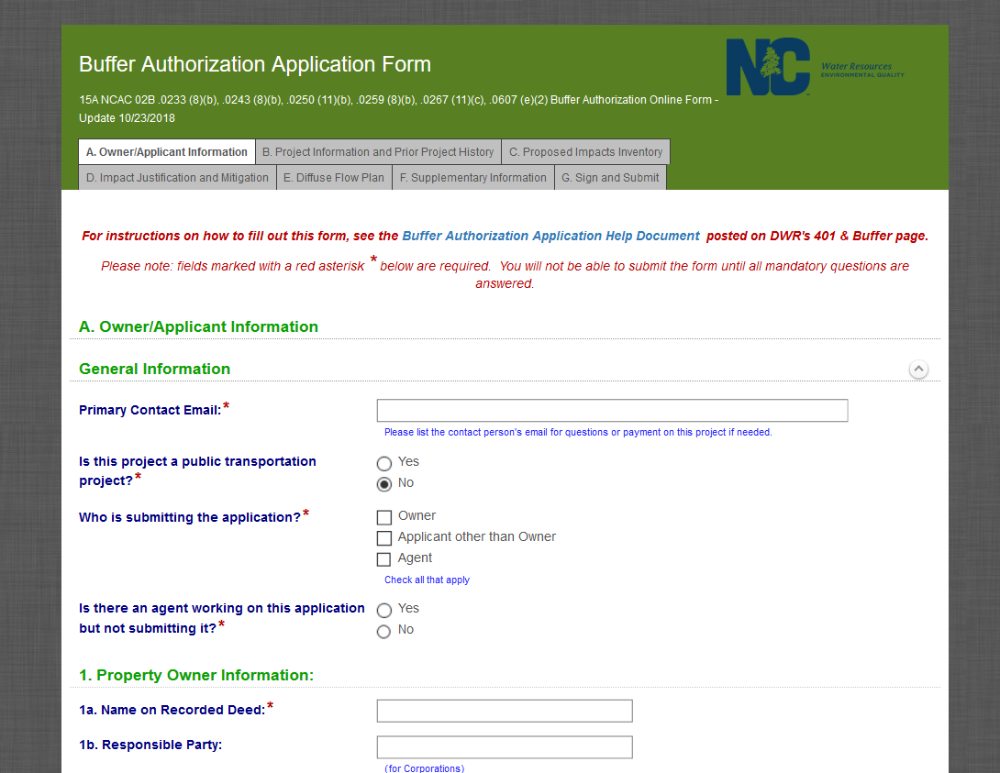 Buffer Authorization Application Form
NC
Water Resources
ENVIRONMENTAL QUALITY
15A NCAC 02B .0233 (8)(b), .0243 (8)(b), .0250 (11)(b), .0259 (8)(b), .0267 (11)(c), .0607 (e)(2) Buffer Authorization Online Form -
Update 10/23/2018
A. Owner/Applicant Information B. Project Information and Prior Project History C. Proposed Impacts Inventory
D. Impact Justification and Mitigation E. Diffuse Flow Plan F. Supplementary Information G. Sign and Submit
For instructions on how to fill out this form, see the Buffer Authorization Application Help Document posted on DWR's 401 & Buffer page.
Please note: fields marked with a red asterisk * below are required. You will not be able to submit the form until all mandatory questions are
answered.
A. Owner/Applicant Information
General Information
Primary Contact Email:*
Please list the contact person's email for questions or payment on this project if needed.
Is this project a public transportation
project?*
Yes
No
Who is submitting the application?*
Owner
Applicant other than Owner
Agent
Check all that apply
Is there an agent working on this application
but not submitting it?*
Yes
No
1. Property Owner Information:
1a. Name on Recorded Deed:*
1b. Responsible Party:
(for Corporations)